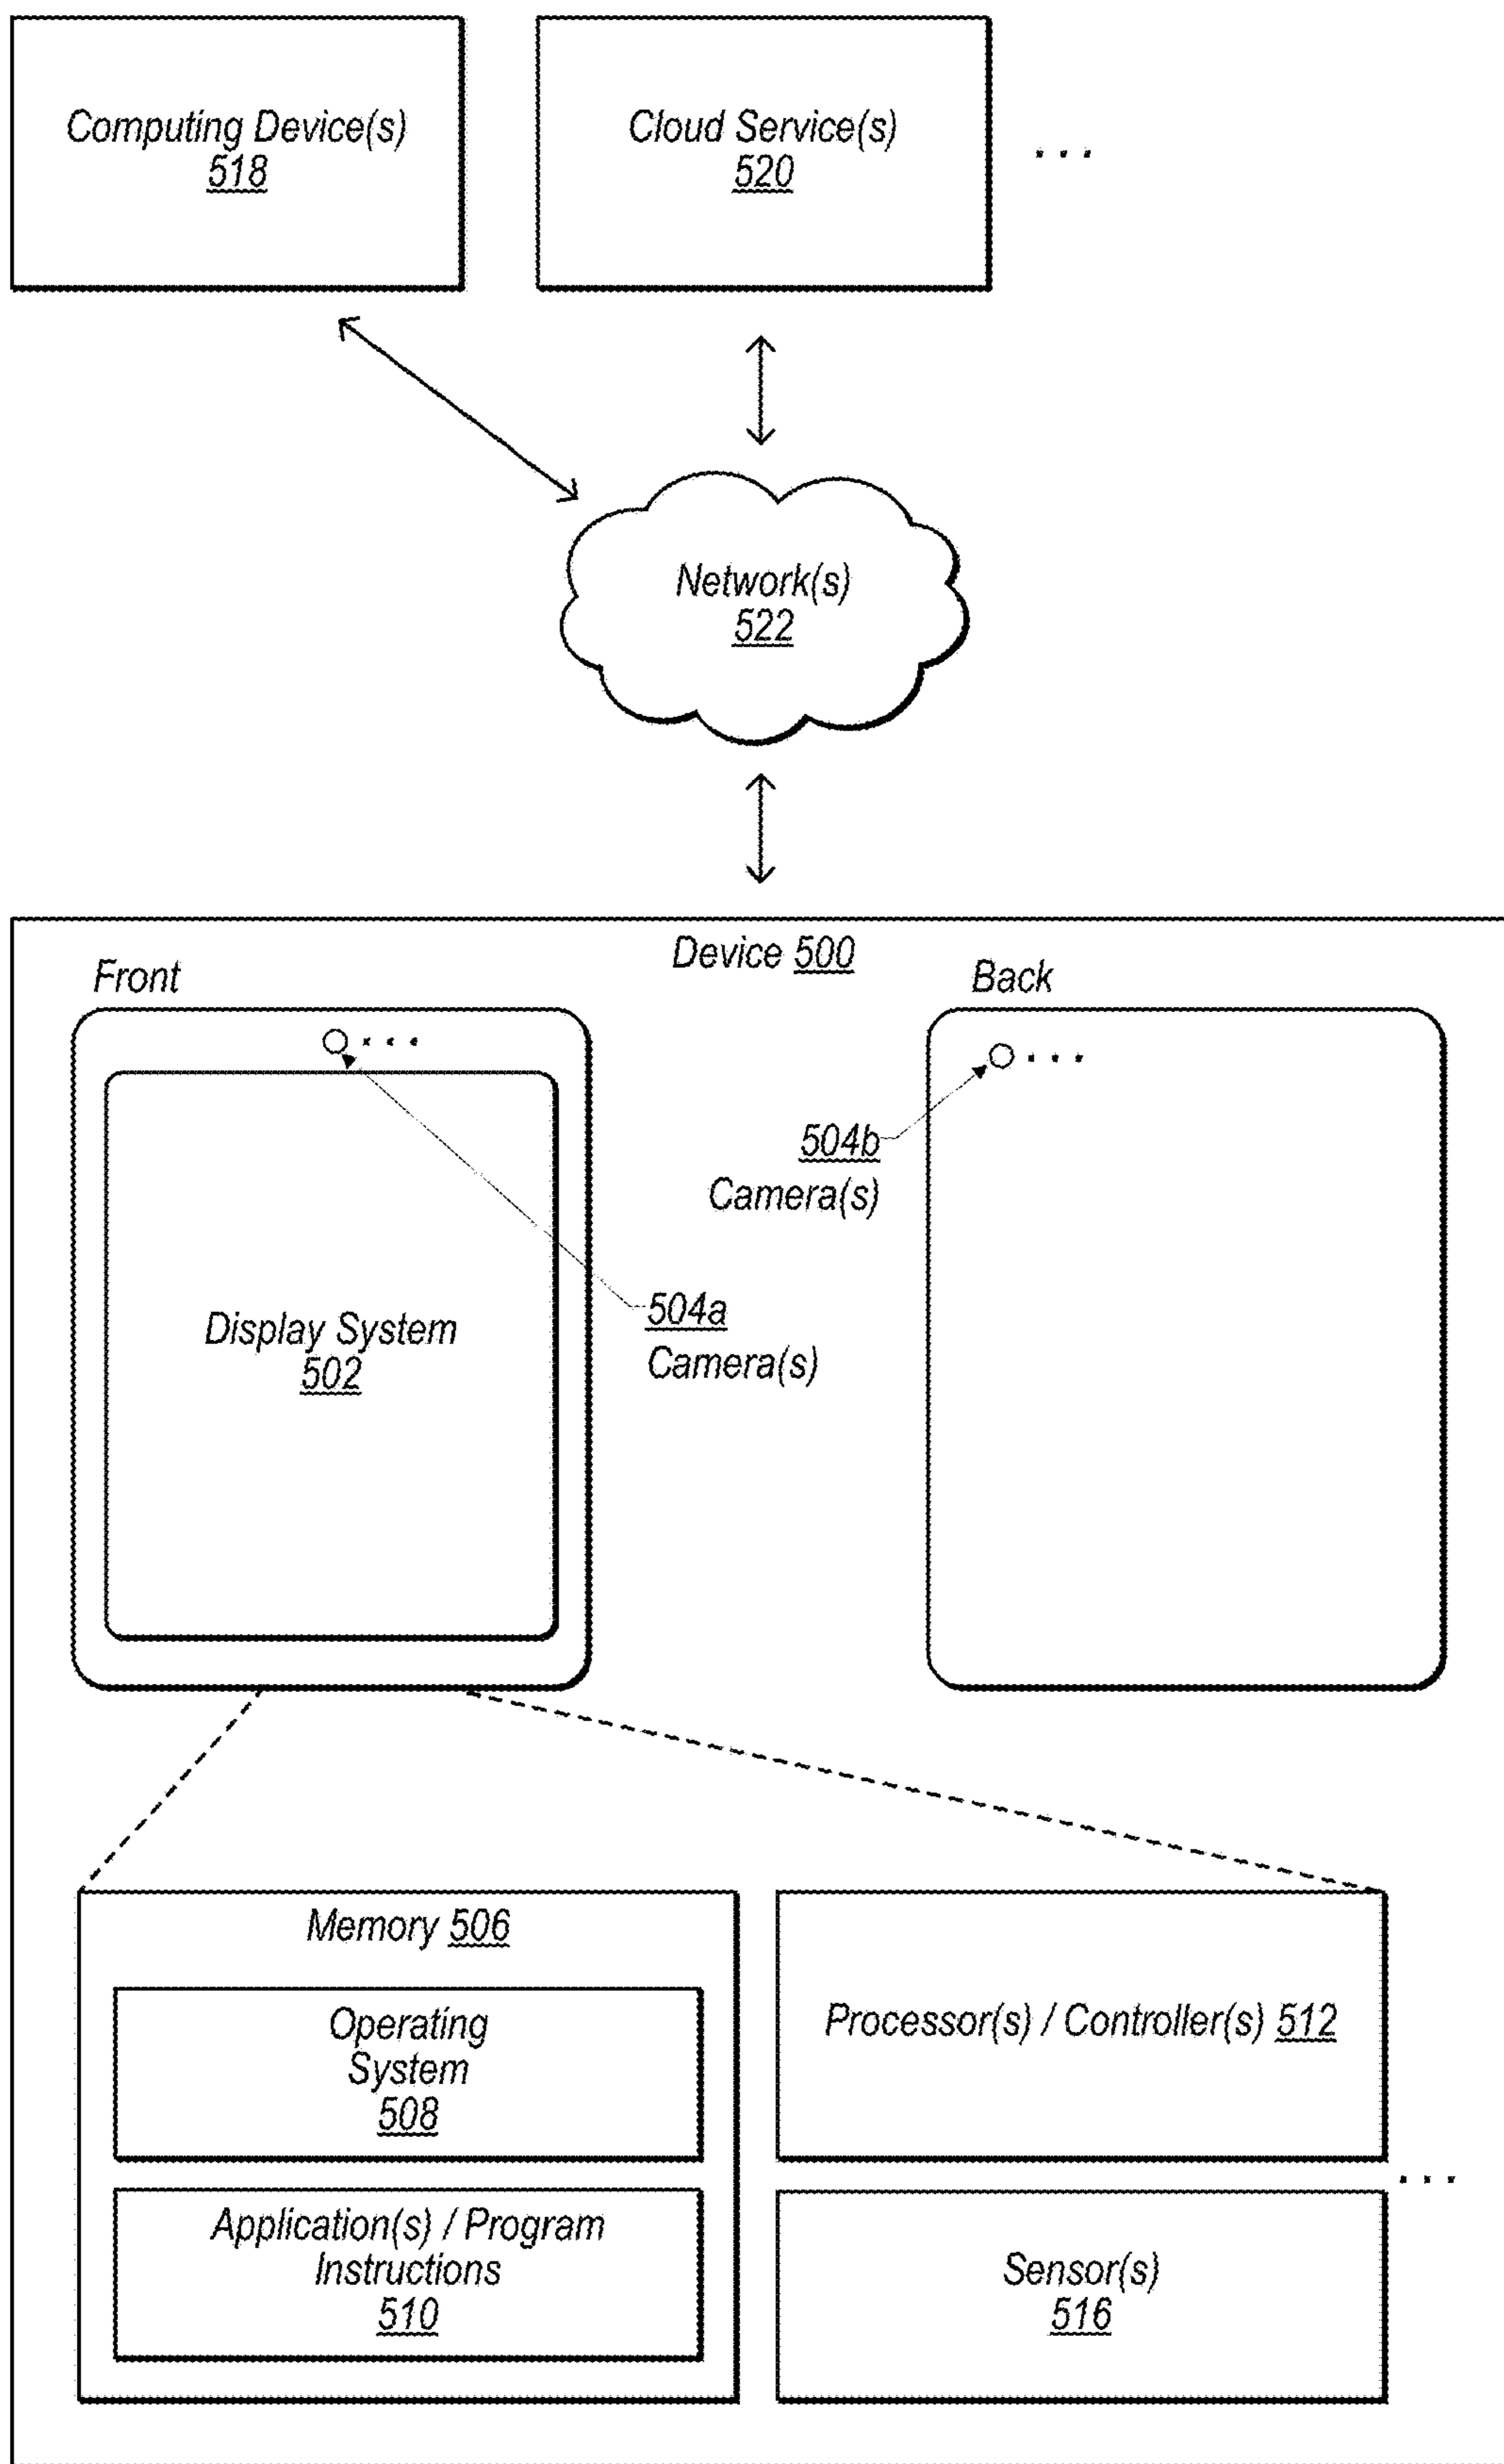 Computing Device(s)
518
Cloud Service(s)
520
. . .
Network(s)
522
Device 500
Front
Back
. . .
. . .
504b
Camera(s)
504a
Camera(s)
Display System
502
Memory 506
Operating
System
508
Application(s) / Program
Instructions
510
Processor(s) / Controller(s) 512
. . .
Sensor(s)
516